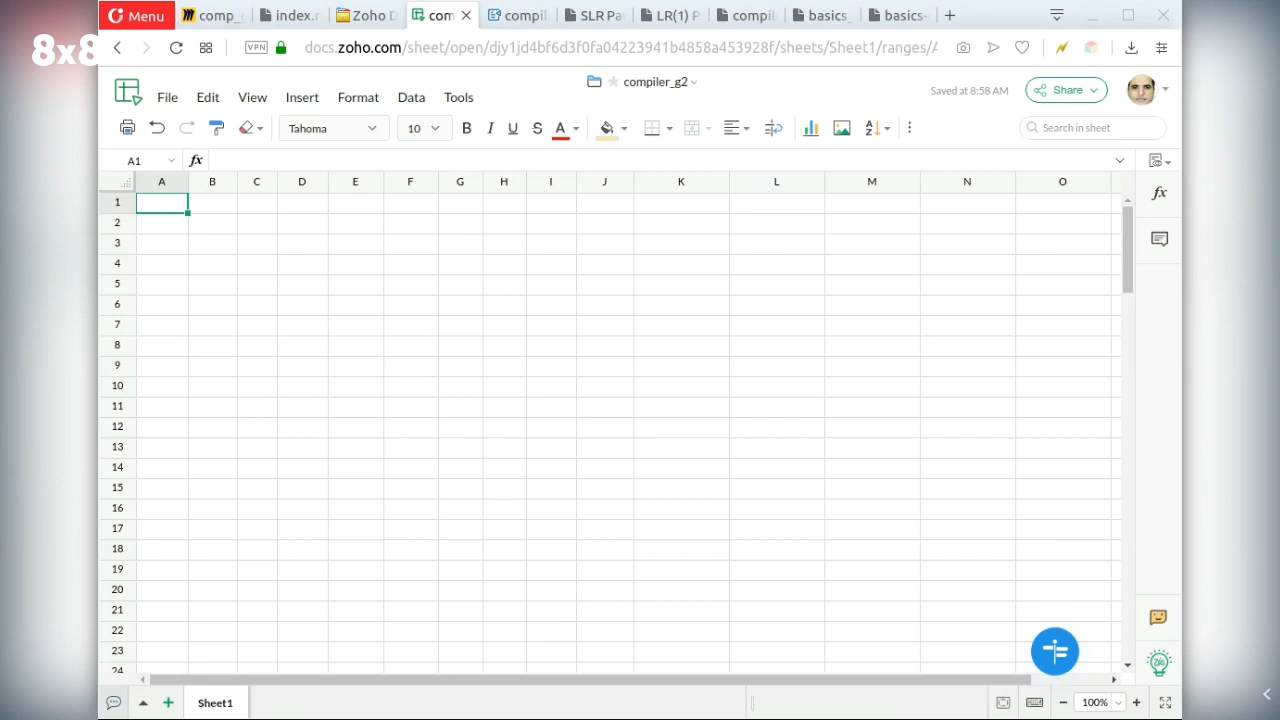 8x8
Menu
comp_
index.r
Zoho D
com
compil
SLR Pa
LR(1) P
compil
basics_
basics-
VPN
docs.zoho.com/sheet/open/djy1jd4bf6d3f0fa04223941b4858a453928f/sheets/Sheet1/ranges/A
compiler_g2
Saved at 8:58 AM
Share
File Edit View Insert Format Data Tools
Tahoma
10
B I U S A
A
Z
Search in sheet
A1
fx
A B C D E F G H I J K L M N O
fx
1
2
3
4
5
6
7
8
9
10
11
12
13
14
15
16
17
18
19
20
21
22
23
24
Sheet1
100%